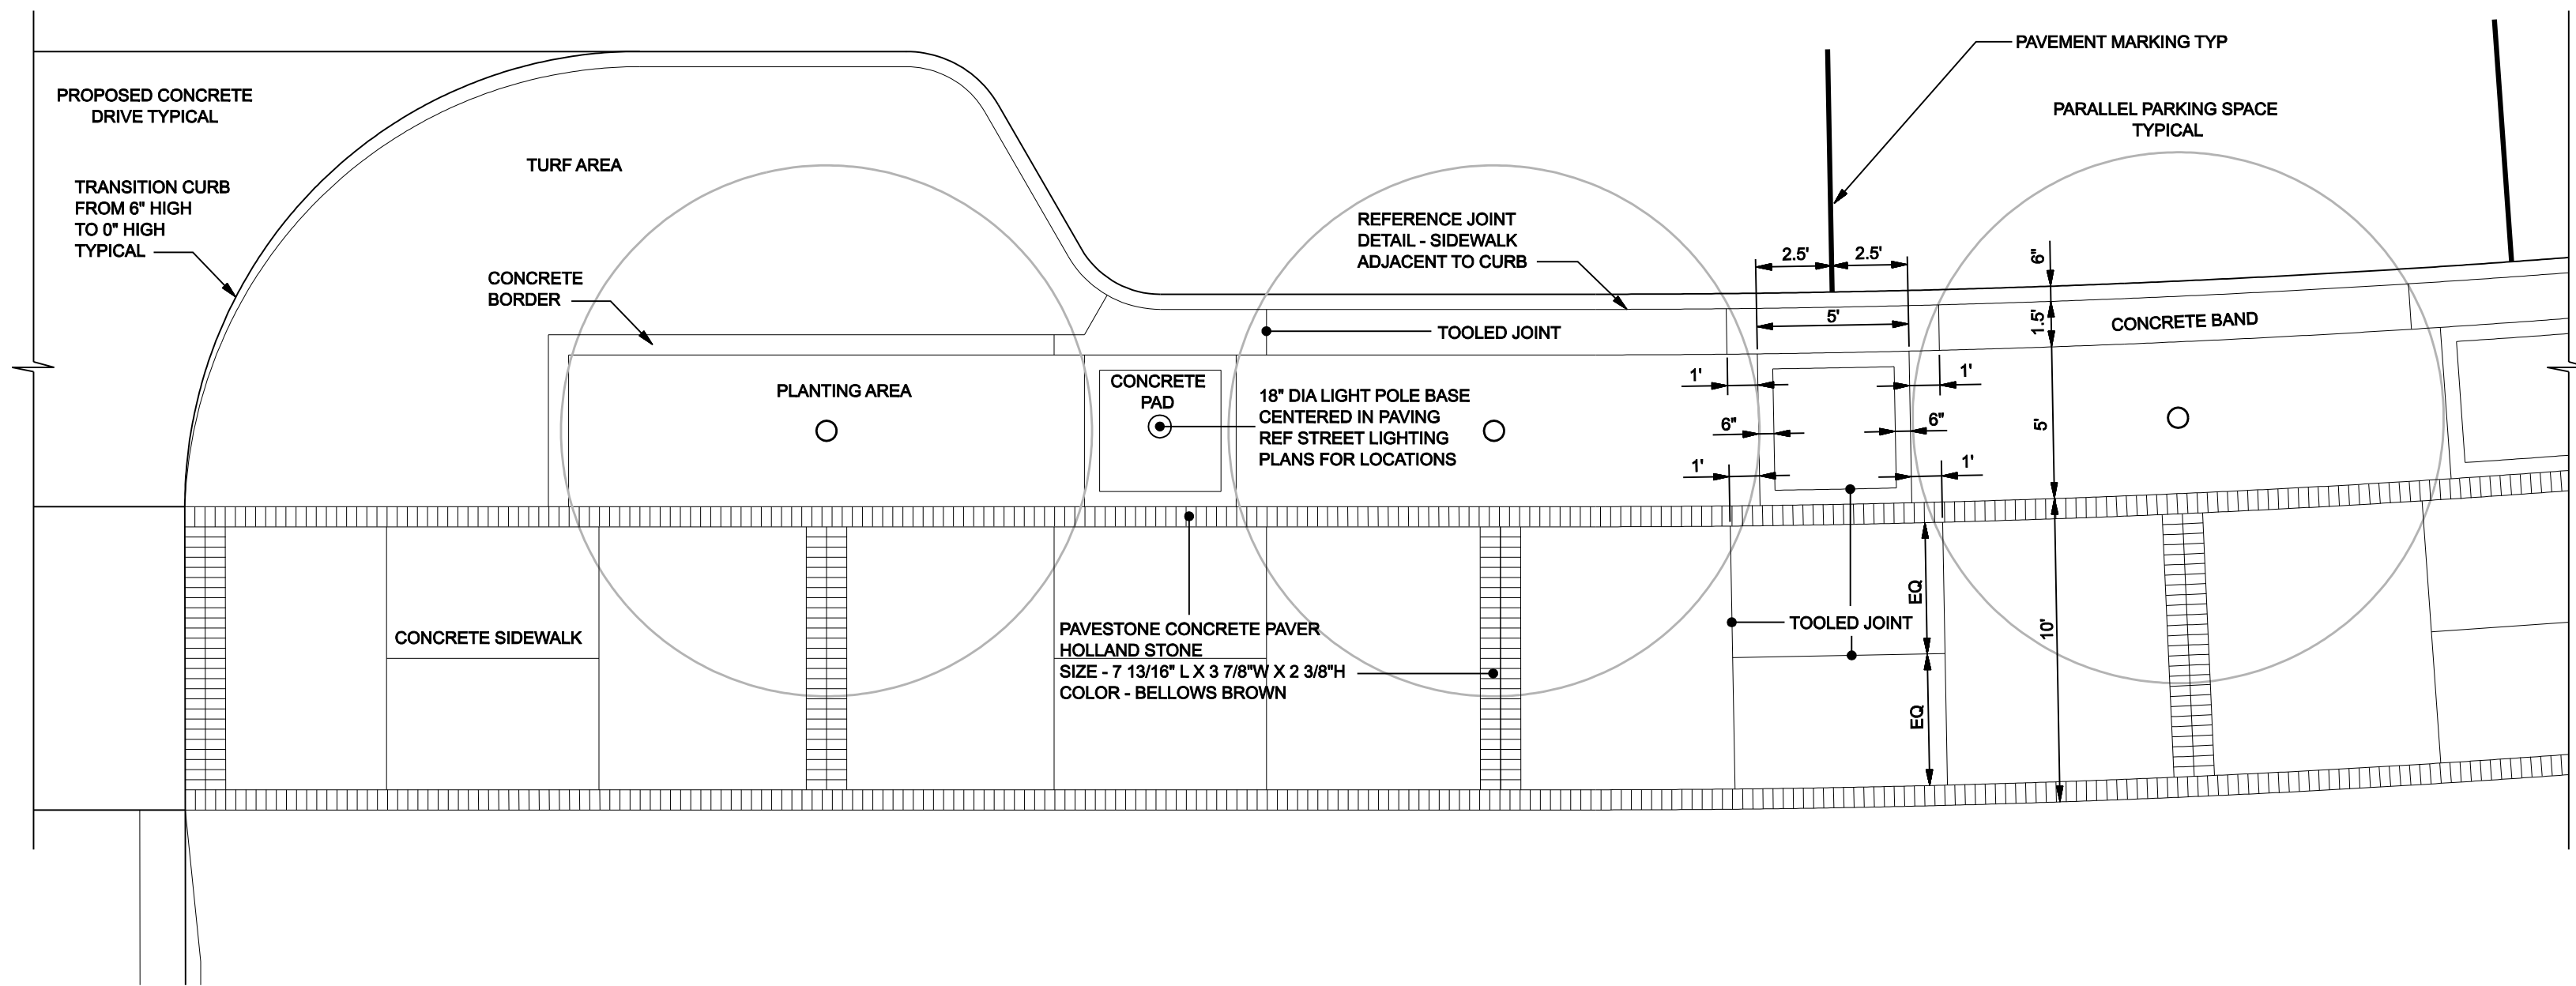 PAVEMENT MARKING TYP
PROPOSED CONCRETE
DRIVE TYPICAL
PARALLEL PARKING SPACE
TYPICAL
TURF AREA
TRANSITION CURB
FROM 6" HIGH
TO 0" HIGH
TYPICAL
REFERENCE JOINT
DETAIL - SIDEWALK
ADJACENT TO CURB
2.5'
2.5'
6"
CONCRETE
BORDER
5'
1.5'
CONCRETE BAND
TOOLED JOINT
1'
1'
PLANTING AREA
CONCRETE
PAD
18" DIA LIGHT POLE BASE
CENTERED IN PAVING
REF STREET LIGHTING
PLANS FOR LOCATIONS
6"
6"
5'
1'
1'
EQ
CONCRETE SIDEWALK
PAVESTONE CONCRETE PAVER
HOLLAND STONE
SIZE - 7 13/16" L X 3 7/8"W X 2 3/8"H
COLOR - BELLOWS BROWN
TOOLED JOINT
10'
EQ